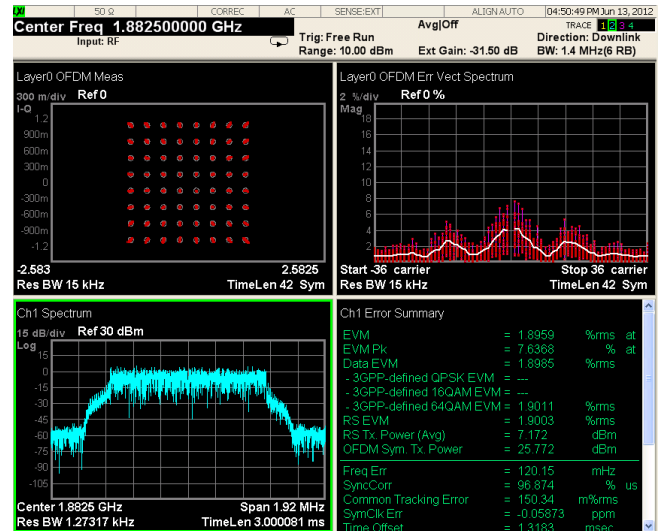 LXI 50 Ω CORREC AC SENSE:EXT ALIGN AUTO 04:50:49 PM Jun 13, 2012
Center Freq 1.882500000 GHz Avg|Off TRACE 1 2 3 4
Input: RF Trig: Free Run Direction: Downlink
Range: 10.00 dBm Ext Gain: -31.50 dB BW: 1.4 MHz(6 RB)
Layer0 OFDM Meas
300 m/div Ref 0
I-Q
1.2
900m
600m
300m
0
-300m
-600m
-900m
-1.2
-2.583 2.5825
Res BW 15 kHz TimeLen 42 Sym
Layer0 OFDM Err Vect Spectrum
2 %/div Ref 0 %
Mag
18
16
14
12
10
8
6
4
2
Start -36 carrier Stop 36 carrier
Res BW 15 kHz TimeLen 42 Sym
Ch1 Spectrum
15 dB/div Ref 30 dBm
Log
15
0
-15
-30
-45
-60
-75
-90
-105
Center 1.8825 GHz Span 1.92 MHz
Res BW 1.27317 kHz TimeLen 3.000081 ms
Ch1 Error Summary
EVM = 1.8959 %rms at
EVM Pk = 7.6368 % at
Data EVM = 1.8985 %rms
- 3GPP-defined QPSK EVM = ---
- 3GPP-defined 16QAM EVM = ---
- 3GPP-defined 64QAM EVM = 1.9011 %rms
RS EVM = 1.9003 %rms
RS Tx. Power (Avg) = 7.172 dBm
OFDM Sym. Tx. Power = 25.772 dBm
Freq Err = 120.15 mHz
SyncCorr = 96.874 % us
Common Tracking Error = 150.34 m%rms
SymClk Err = -0.05873 ppm
Time Offset = 1.3183 msec